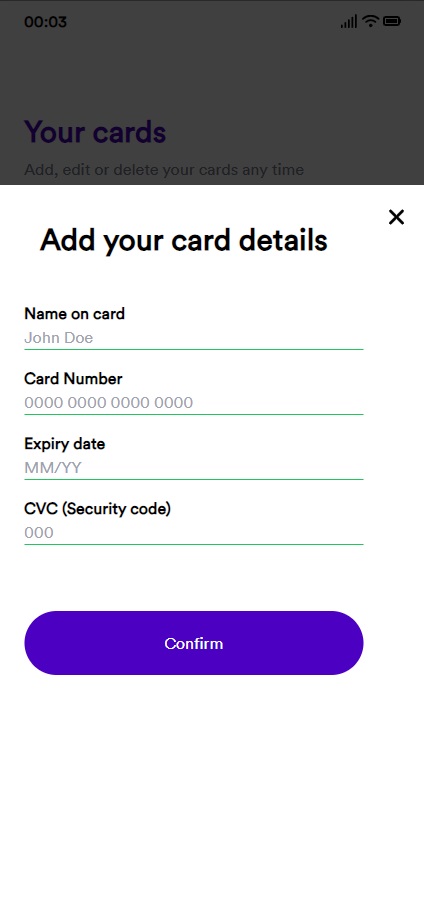 00:03
Your cards
Add, edit or delete your cards any time
Add your card details
Name on card
John Doe
Card Number
0000 0000 0000 0000
Expiry date
MM/YY
CVC (Security code)
000
Confirm